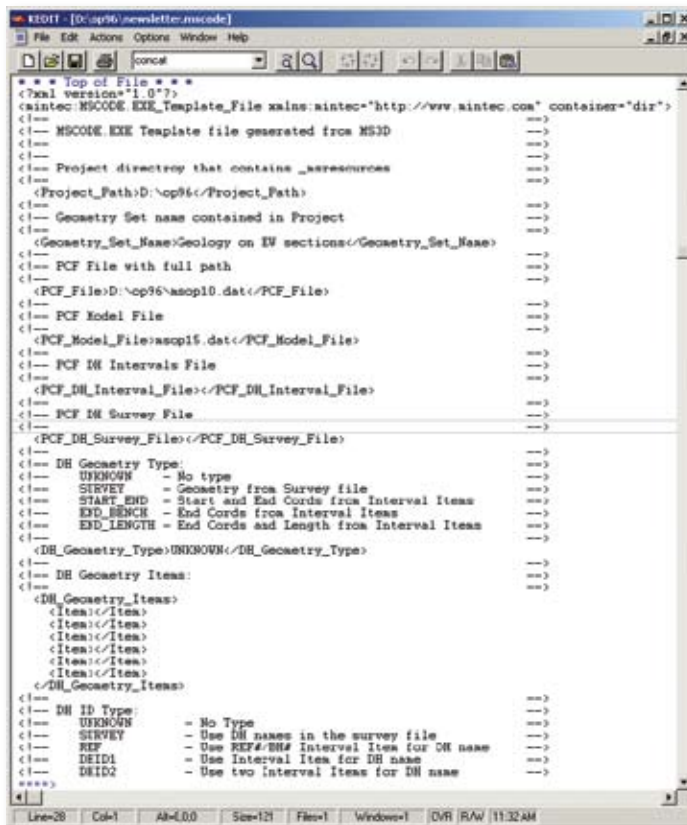 KEDIT - [D:\op96\newsletter.mscode]
File Edit Actions Options Window Help
concat
* * * Top of File * * *
<?xml version="1.0"?>
<mintec:MSCODE.EXE_Template_File xmlns:mintec="http://www.mintec.com" container="dir">
<!-- -->
<!-- MSCODE.EXE Template file generated from MS3D -->
<!-- -->
<!-- -->
<!-- Project directroy that contains _msresources -->
<!-- -->
<Project_Path>D:\op96</Project_Path>
<!-- -->
<!-- Geometry Set name contained in Project -->
<!-- -->
<Geometry_Set_Name>Geology on EW sections</Geometry_Set_Name>
<!-- -->
<!-- PCF File with full path -->
<!-- -->
<PCF_File>D:\op96\msop10.dat</PCF_File>
<!-- -->
<!-- PCF Model File -->
<!-- -->
<PCF_Model_File>msop15.dat</PCF_Model_File>
<!-- -->
<!-- PCF DH Intervals File -->
<!-- -->
<PCF_DH_Interval_File></PCF_DH_Interval_File>
<!-- -->
<!-- PCF DH Survey File -->
<!-- -->
<PCF_DH_Survey_File></PCF_DH_Survey_File>
<!-- -->
<!-- DH Geometry Type: -->
<!-- UNKNOWN - No type -->
<!-- SURVEY - Geometry from Survey file -->
<!-- START_END - Start and End Cords from Interval Items -->
<!-- END_BENCH - End Cords from Interval Items -->
<!-- END_LENGTH - End Cords and Length from Interval Items -->
<!-- -->
<DH_Geometry_Type>UNKNOWN</DH_Geometry_Type>
<!-- -->
<!-- DH Geometry Items: -->
<!-- -->
<DH_Geometry_Items>
<Item></Item>
<Item></Item>
<Item></Item>
<Item></Item>
<Item></Item>
<Item></Item>
</DH_Geometry_Items>
<!-- -->
<!-- DH ID Type: -->
<!-- UNKNOWN - No Type -->
<!-- SURVEY - Use DH names in the survey file -->
<!-- REF - Use REF#/DH# Interval Item for DH name -->
<!-- DHID1 - Use Interval Item for DH name -->
<!-- DHID2 - Use two Interval Items for DH name -->
====>
Line=28 Col=1 Alt=0,0;0 Size=121 Files=1 Windows=1 OVR R/W 11:32 AM